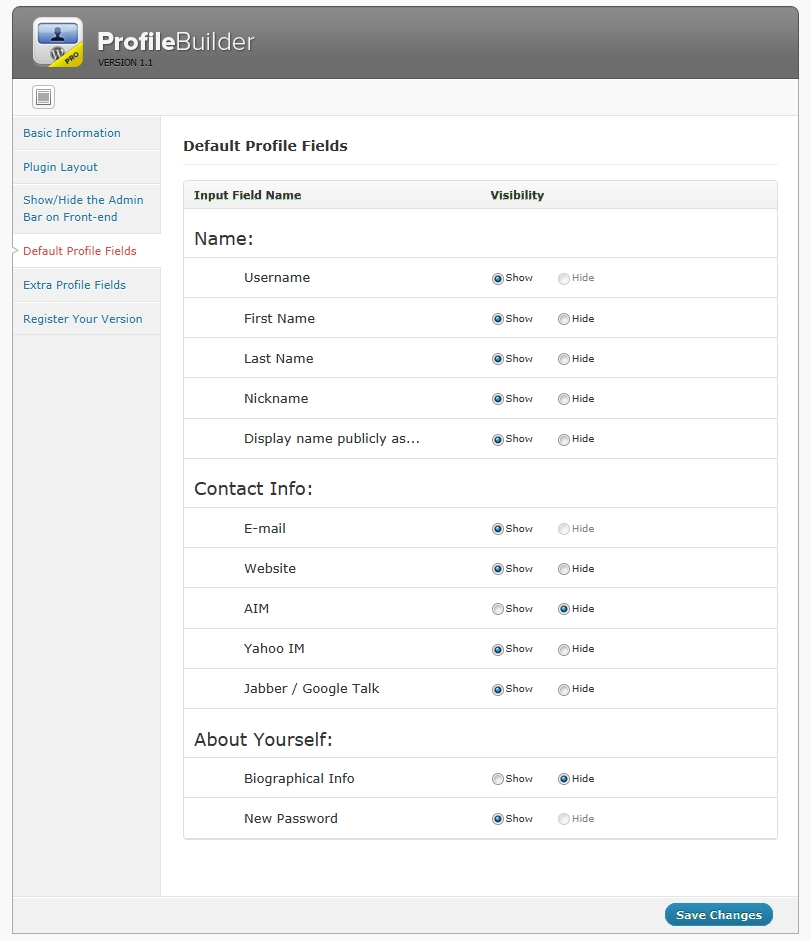 PRO
ProfileBuilder
VERSION 1.1
Basic Information
Plugin Layout
Show/Hide the Admin
Bar on Front-end
Default Profile Fields
Extra Profile Fields
Register Your Version
Default Profile Fields
Input Field Name Visibility
Name:
Username Show Hide
First Name Show Hide
Last Name Show Hide
Nickname Show Hide
Display name publicly as... Show Hide
Contact Info:
E-mail Show Hide
Website Show Hide
AIM Show Hide
Yahoo IM Show Hide
Jabber / Google Talk Show Hide
About Yourself:
Biographical Info Show Hide
New Password Show Hide
Save Changes